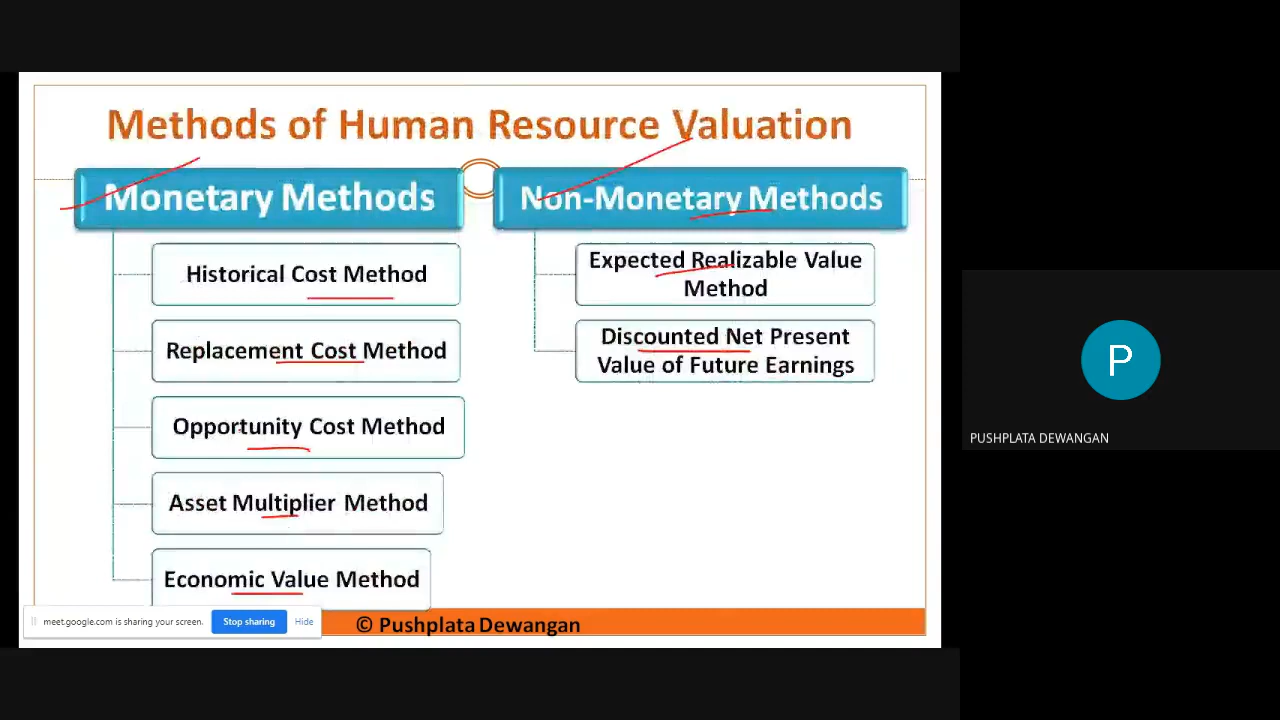 Methods of Human Resource Valuation
Monetary Methods
Historical Cost Method
Replacement Cost Method
Opportunity Cost Method
Asset Multiplier Method
Economic Value Method
Non-Monetary Methods
Expected Realizable Value
Method
Discounted Net Present
Value of Future Earnings
meet.google.com is sharing your screen.
Stop sharing
Hide
© Pushplata Dewangan
P
PUSHPLATA DEWANGAN